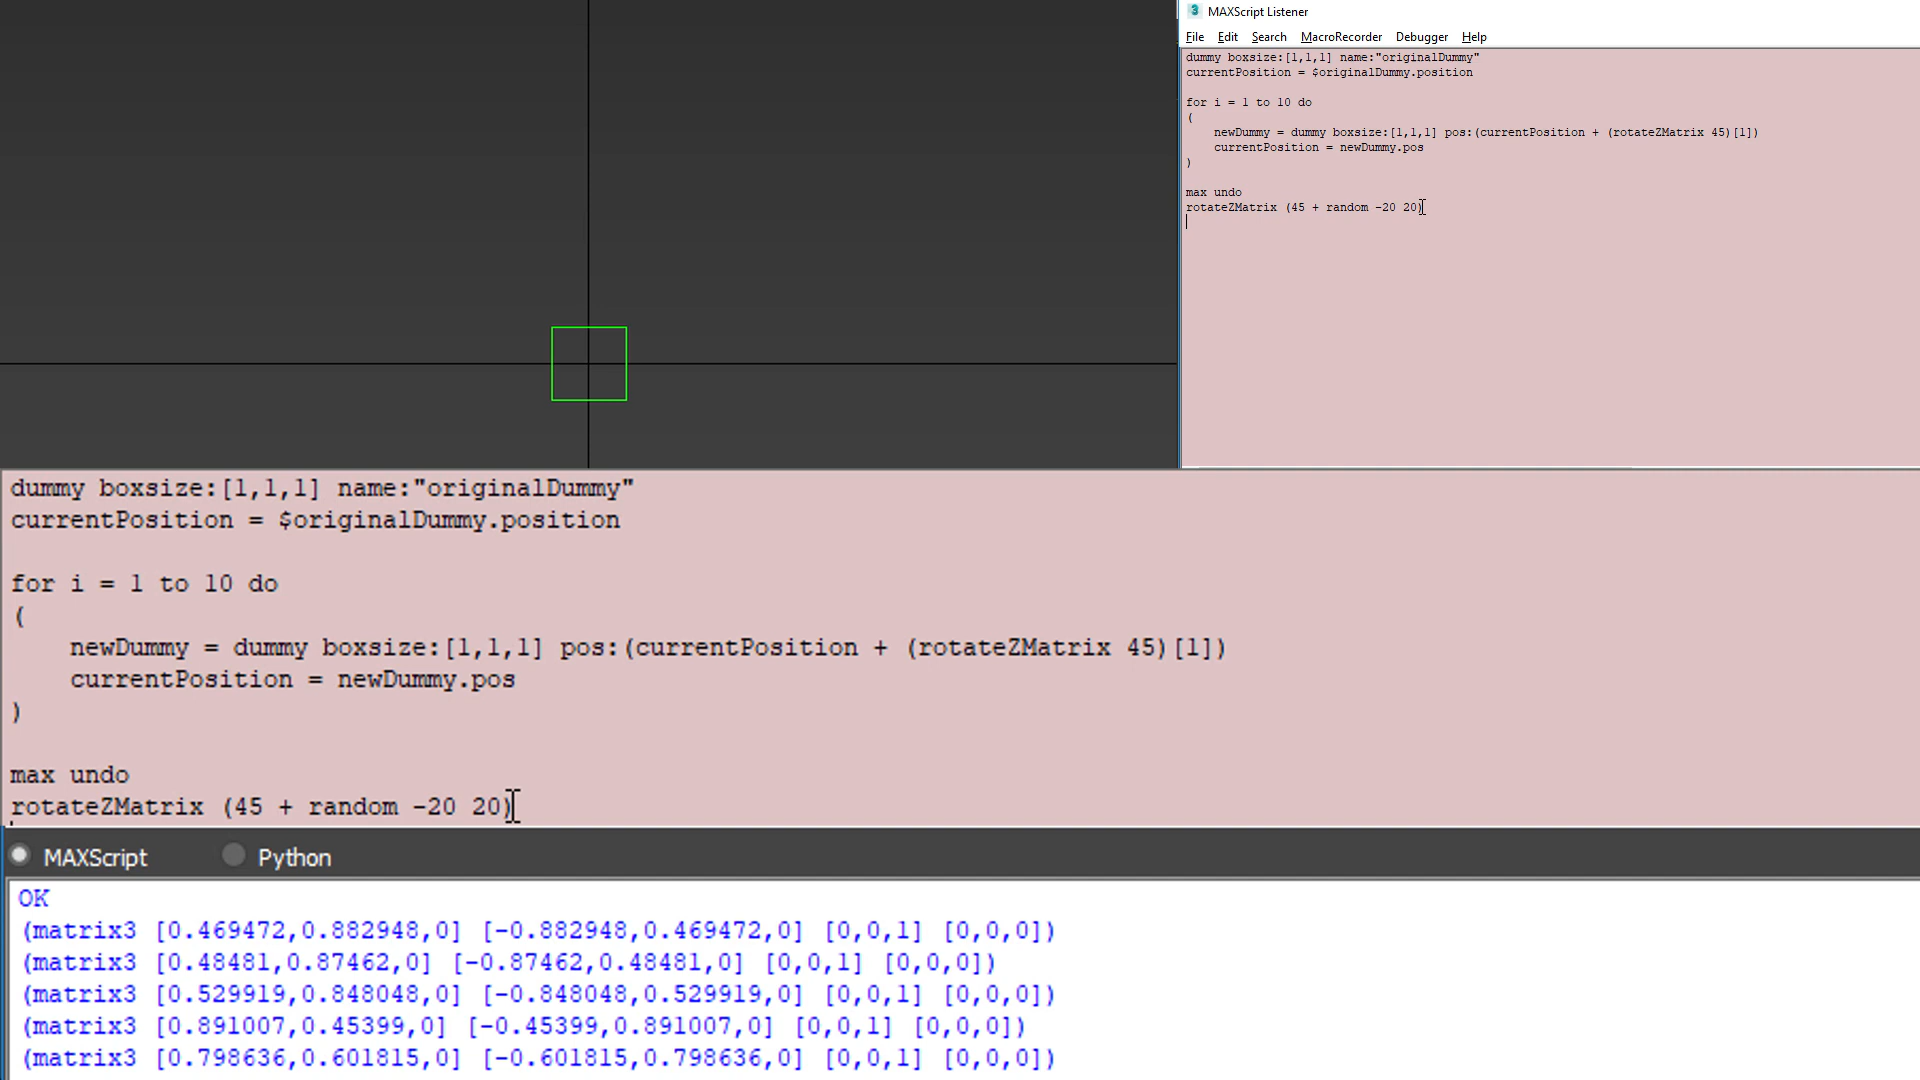 MAXScript Listener
File Edit Search MacroRecorder Debugger Help
dummy boxsize:[1,1,1] name:"originalDummy"
currentPosition = $originalDummy.position
for i = 1 to 10 do
(
newDummy = dummy boxsize:[1,1,1] pos:(currentPosition + (rotateZMatrix 45)[1])
currentPosition = newDummy.pos
)
max undo
rotateZMatrix (45 + random -20 20)
dummy boxsize:[1,1,1] name:"originalDummy"
currentPosition = $originalDummy.position
for i = 1 to 10 do
(
newDummy = dummy boxsize:[1,1,1] pos:(currentPosition + (rotateZMatrix 45)[1])
currentPosition = newDummy.pos
)
max undo
rotateZMatrix (45 + random -20 20)
MAXScript Python
OK
(matrix3 [0.469472,0.882948,0] [-0.882948,0.469472,0] [0,0,1] [0,0,0])
(matrix3 [0.48481,0.87462,0] [-0.87462,0.48481,0] [0,0,1] [0,0,0])
(matrix3 [0.529919,0.848048,0] [-0.848048,0.529919,0] [0,0,1] [0,0,0])
(matrix3 [0.891007,0.45399,0] [-0.45399,0.891007,0] [0,0,1] [0,0,0])
(matrix3 [0.798636,0.601815,0] [-0.601815,0.798636,0] [0,0,1] [0,0,0])